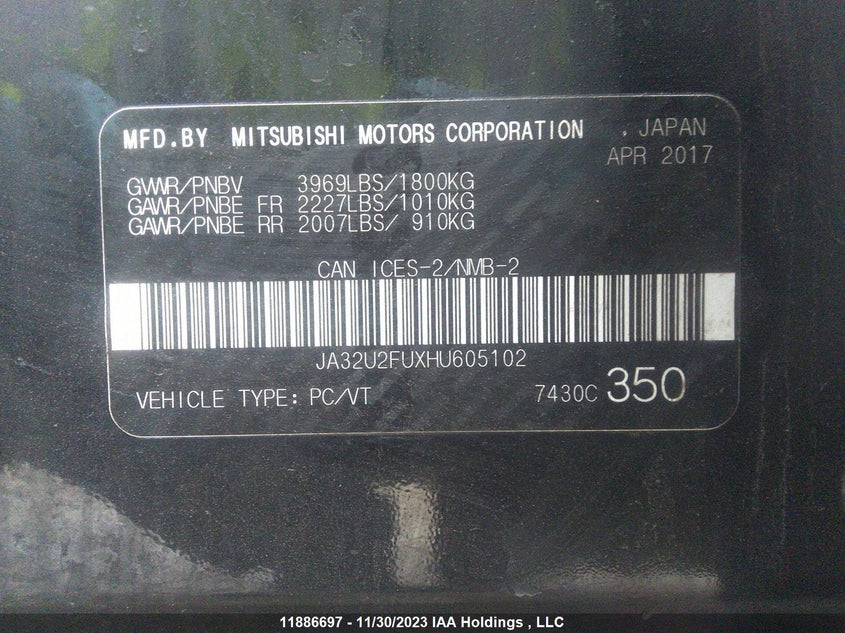 MFD.BY MITSUBISHI MOTORS CORPORATION . JAPAN
APR 2017
GVWR/PNBV 3969LBS/1800KG
GAWR/PNBE FR 2227LBS/1010KG
GAWR/PNBE RR 2007LBS/ 910KG
CAN ICES-2/NMB-2
JA32U2FUXHU605102
VEHICLE TYPE: PC/VT 7430C 350
11886697 - 11/30/2023 IAA Holdings , LLC